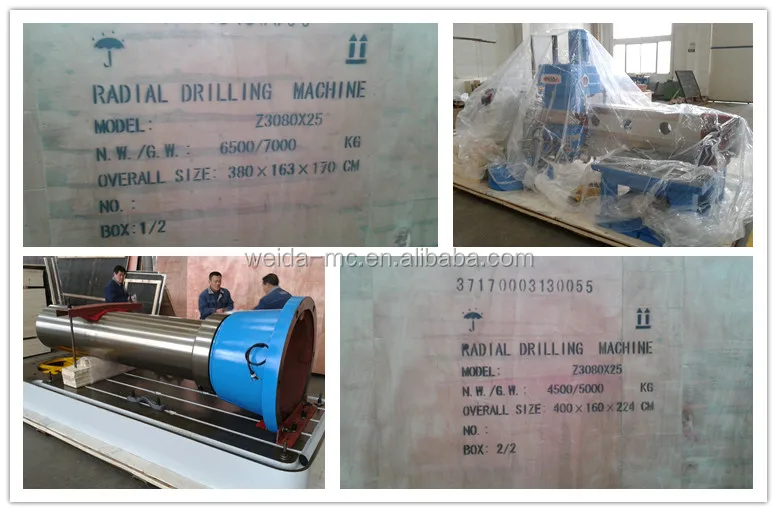 RADIAL DRILLING MACHINE
MODEL: Z3080X25
N.W./G.W.: 6500/7000 KG
OVERALL SIZE: 380×163×170 CM
NO.:
BOX:1/2
weida-mc.en.alibaba.com
37170003130055
RADIAL DRILLING MACHINE
MODEL: Z3080X25
N.W./G.W.: 4500/5000 KG
OVERALL SIZE: 400×160×224 CM
NO.:
BOX: 2/2